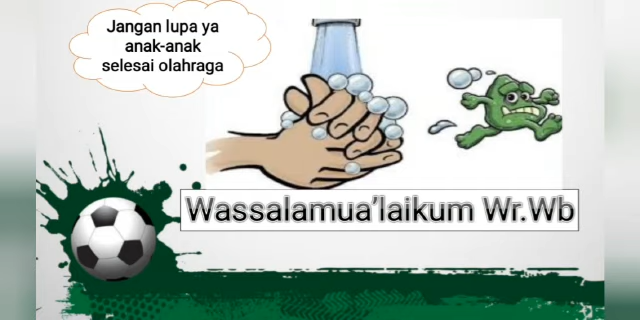 Jangan lupa ya
anak-anak
selesai olahraga
Wassalamua’laikum Wr.Wb